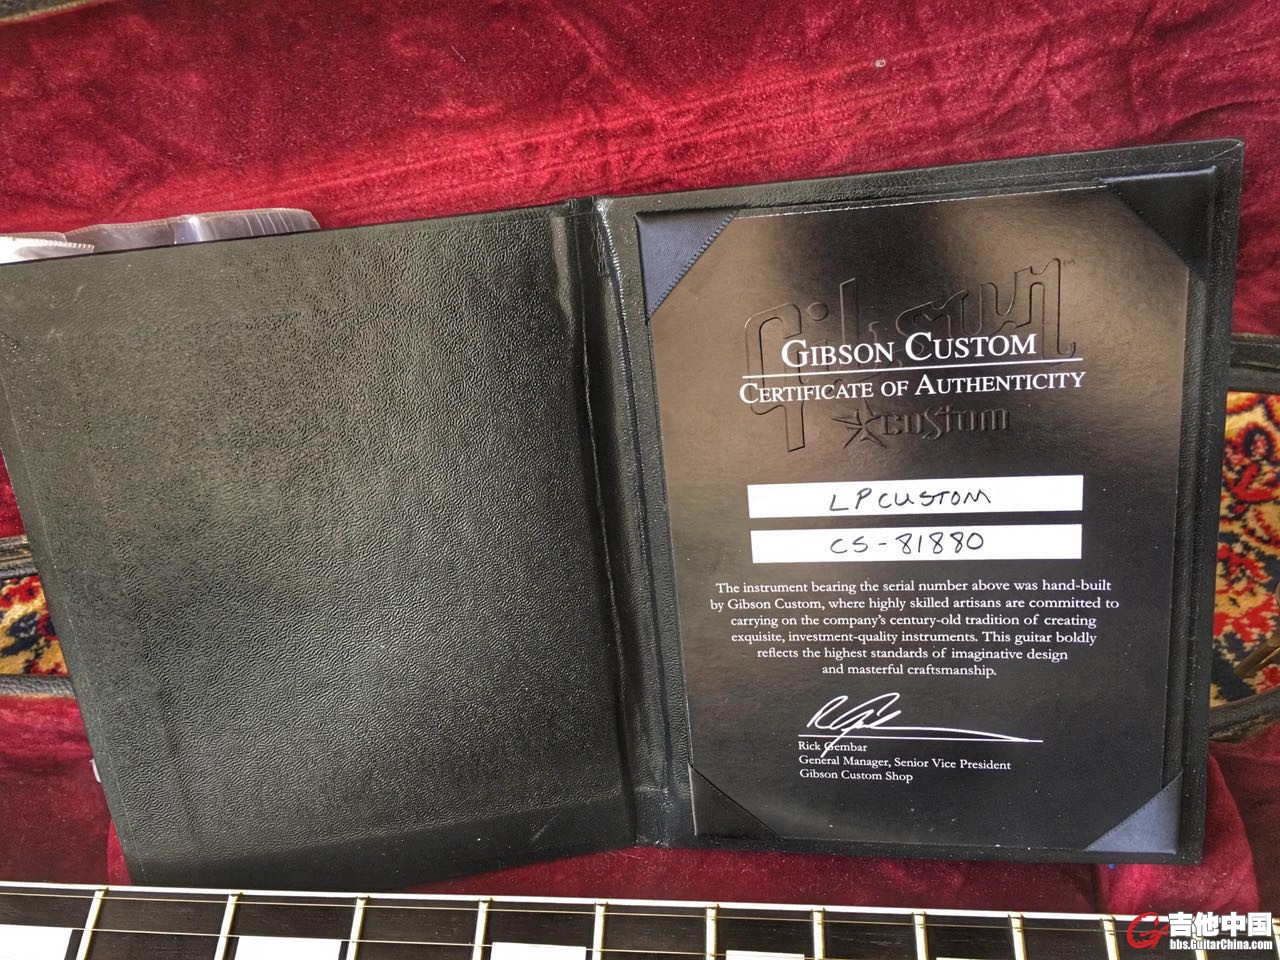 Gibson
GIBSON CUSTOM
CERTIFICATE OF AUTHENTICITY
Custom
LP CUSTOM
CS-81880
The instrument bearing the serial number above was hand-built
by Gibson Custom, where highly skilled artisans are committed to
carrying on the company's century-old tradition of creating
exquisite, investment-quality instruments. This guitar boldly
reflects the highest standards of imaginative design
and masterful craftsmanship.
Rick Gembar
General Manager, Senior Vice President
Gibson Custom Shop
吉他中国
bbs.GuitarChina.com